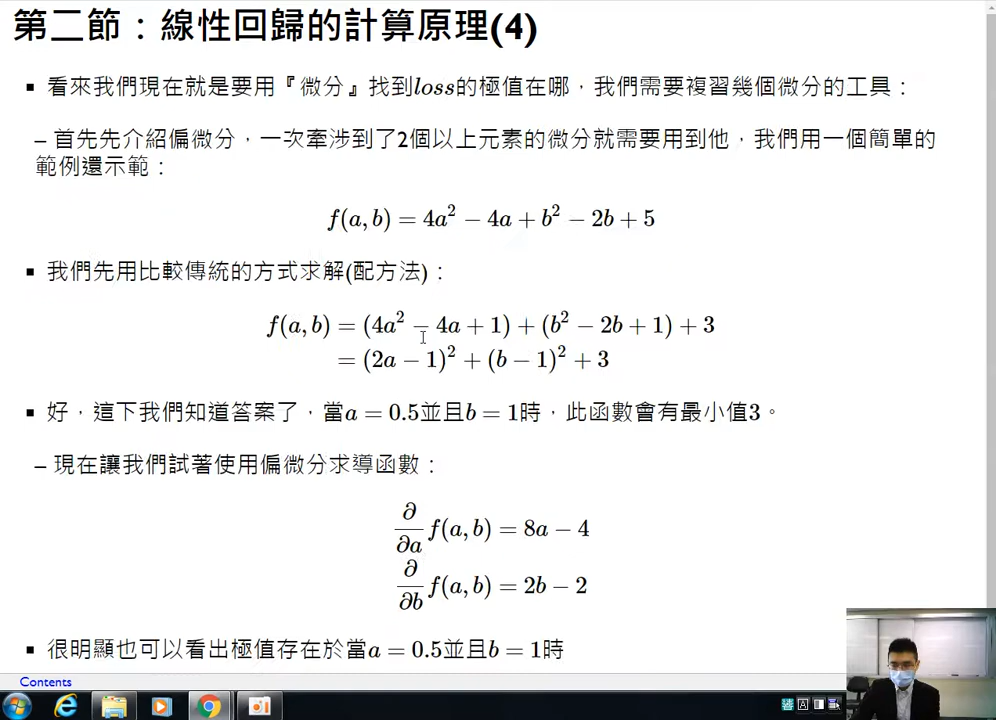 第二節：線性回歸的計算原理(4)
▪ 看來我們現在就是要用『微分』找到loss的極值在哪，我們需要複習幾個微分的工具：
– 首先先介紹偏微分，一次牽涉到了2個以上元素的微分就需要用到他，我們用一個簡單的
範例還示範：
f(a, b) = 4a² − 4a + b² − 2b + 5
▪ 我們先用比較傳統的方式求解(配方法)：
f(a, b) = (4a² − 4a + 1) + (b² − 2b + 1) + 3
= (2a − 1)² + (b − 1)² + 3
▪ 好，這下我們知道答案了，當a = 0.5並且b = 1時，此函數會有最小值3。
– 現在讓我們試著使用偏微分求導函數：
∂/∂a f(a, b) = 8a − 4
∂/∂b f(a, b) = 2b − 2
▪ 很明顯也可以看出極值存在於當a = 0.5並且b = 1時
Contents